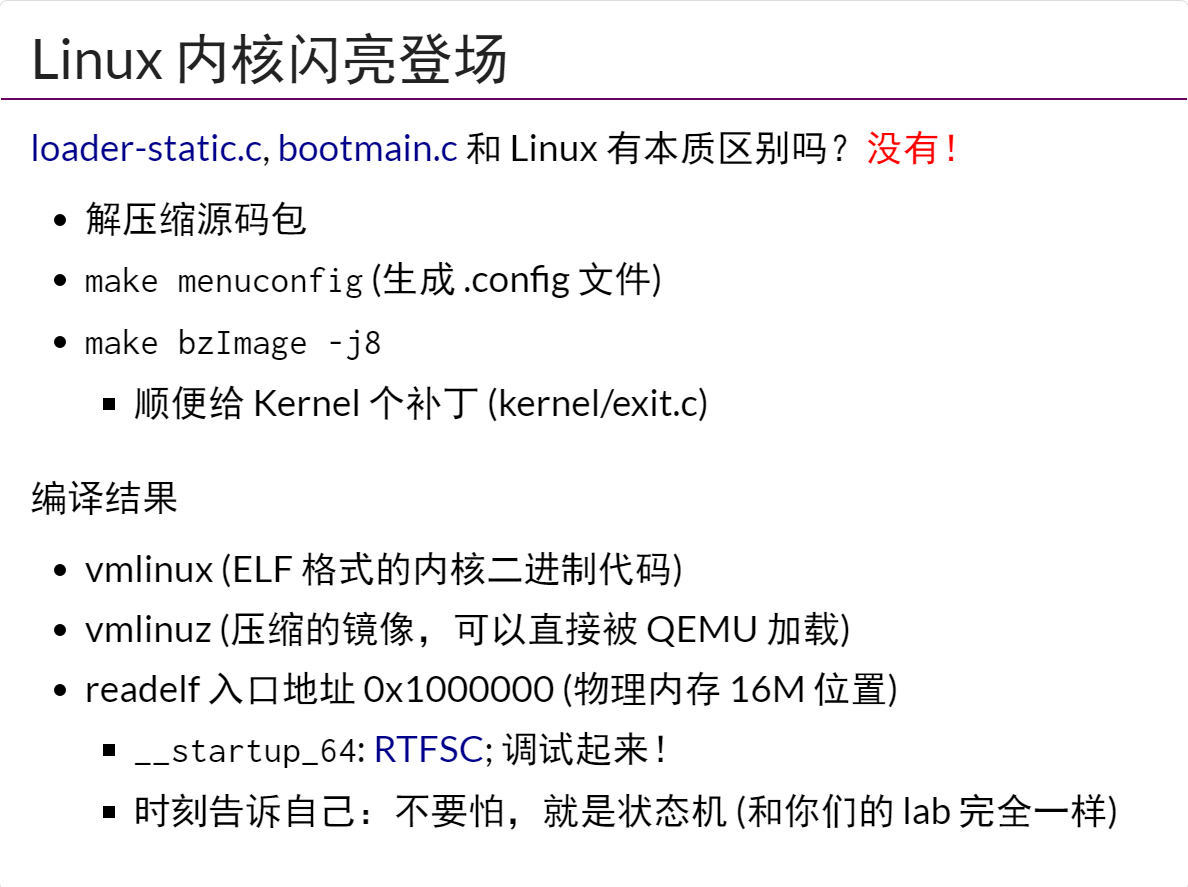 Linux 内核闪亮登场
loader-static.c, bootmain.c 和 Linux 有本质区别吗？没有！
解压缩源码包
make menuconfig (生成 .config 文件)
make bzImage -j8
顺便给 Kernel 个补丁 (kernel/exit.c)
编译结果
vmlinux (ELF 格式的内核二进制代码)
vmlinuz (压缩的镜像，可以直接被 QEMU 加载)
readelf 入口地址 0x1000000 (物理内存 16M 位置)
__startup_64: RTFSC; 调试起来！
时刻告诉自己：不要怕，就是状态机 (和你们的 lab 完全一样)